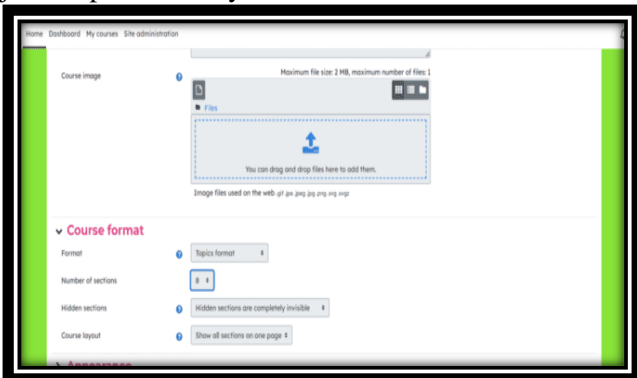 Home Dashboard My courses Site administration
Course image
Maximum file size: 2 MB, maximum number of files: 1
Files
You can drag and drop files here to add them.
Image files used on the web .gif .jpe .jpeg .jpg .png .svg .svgz
Course format
Format Topics format
Number of sections 8
Hidden sections Hidden sections are completely invisible
Course layout Show all sections on one page
Appearance